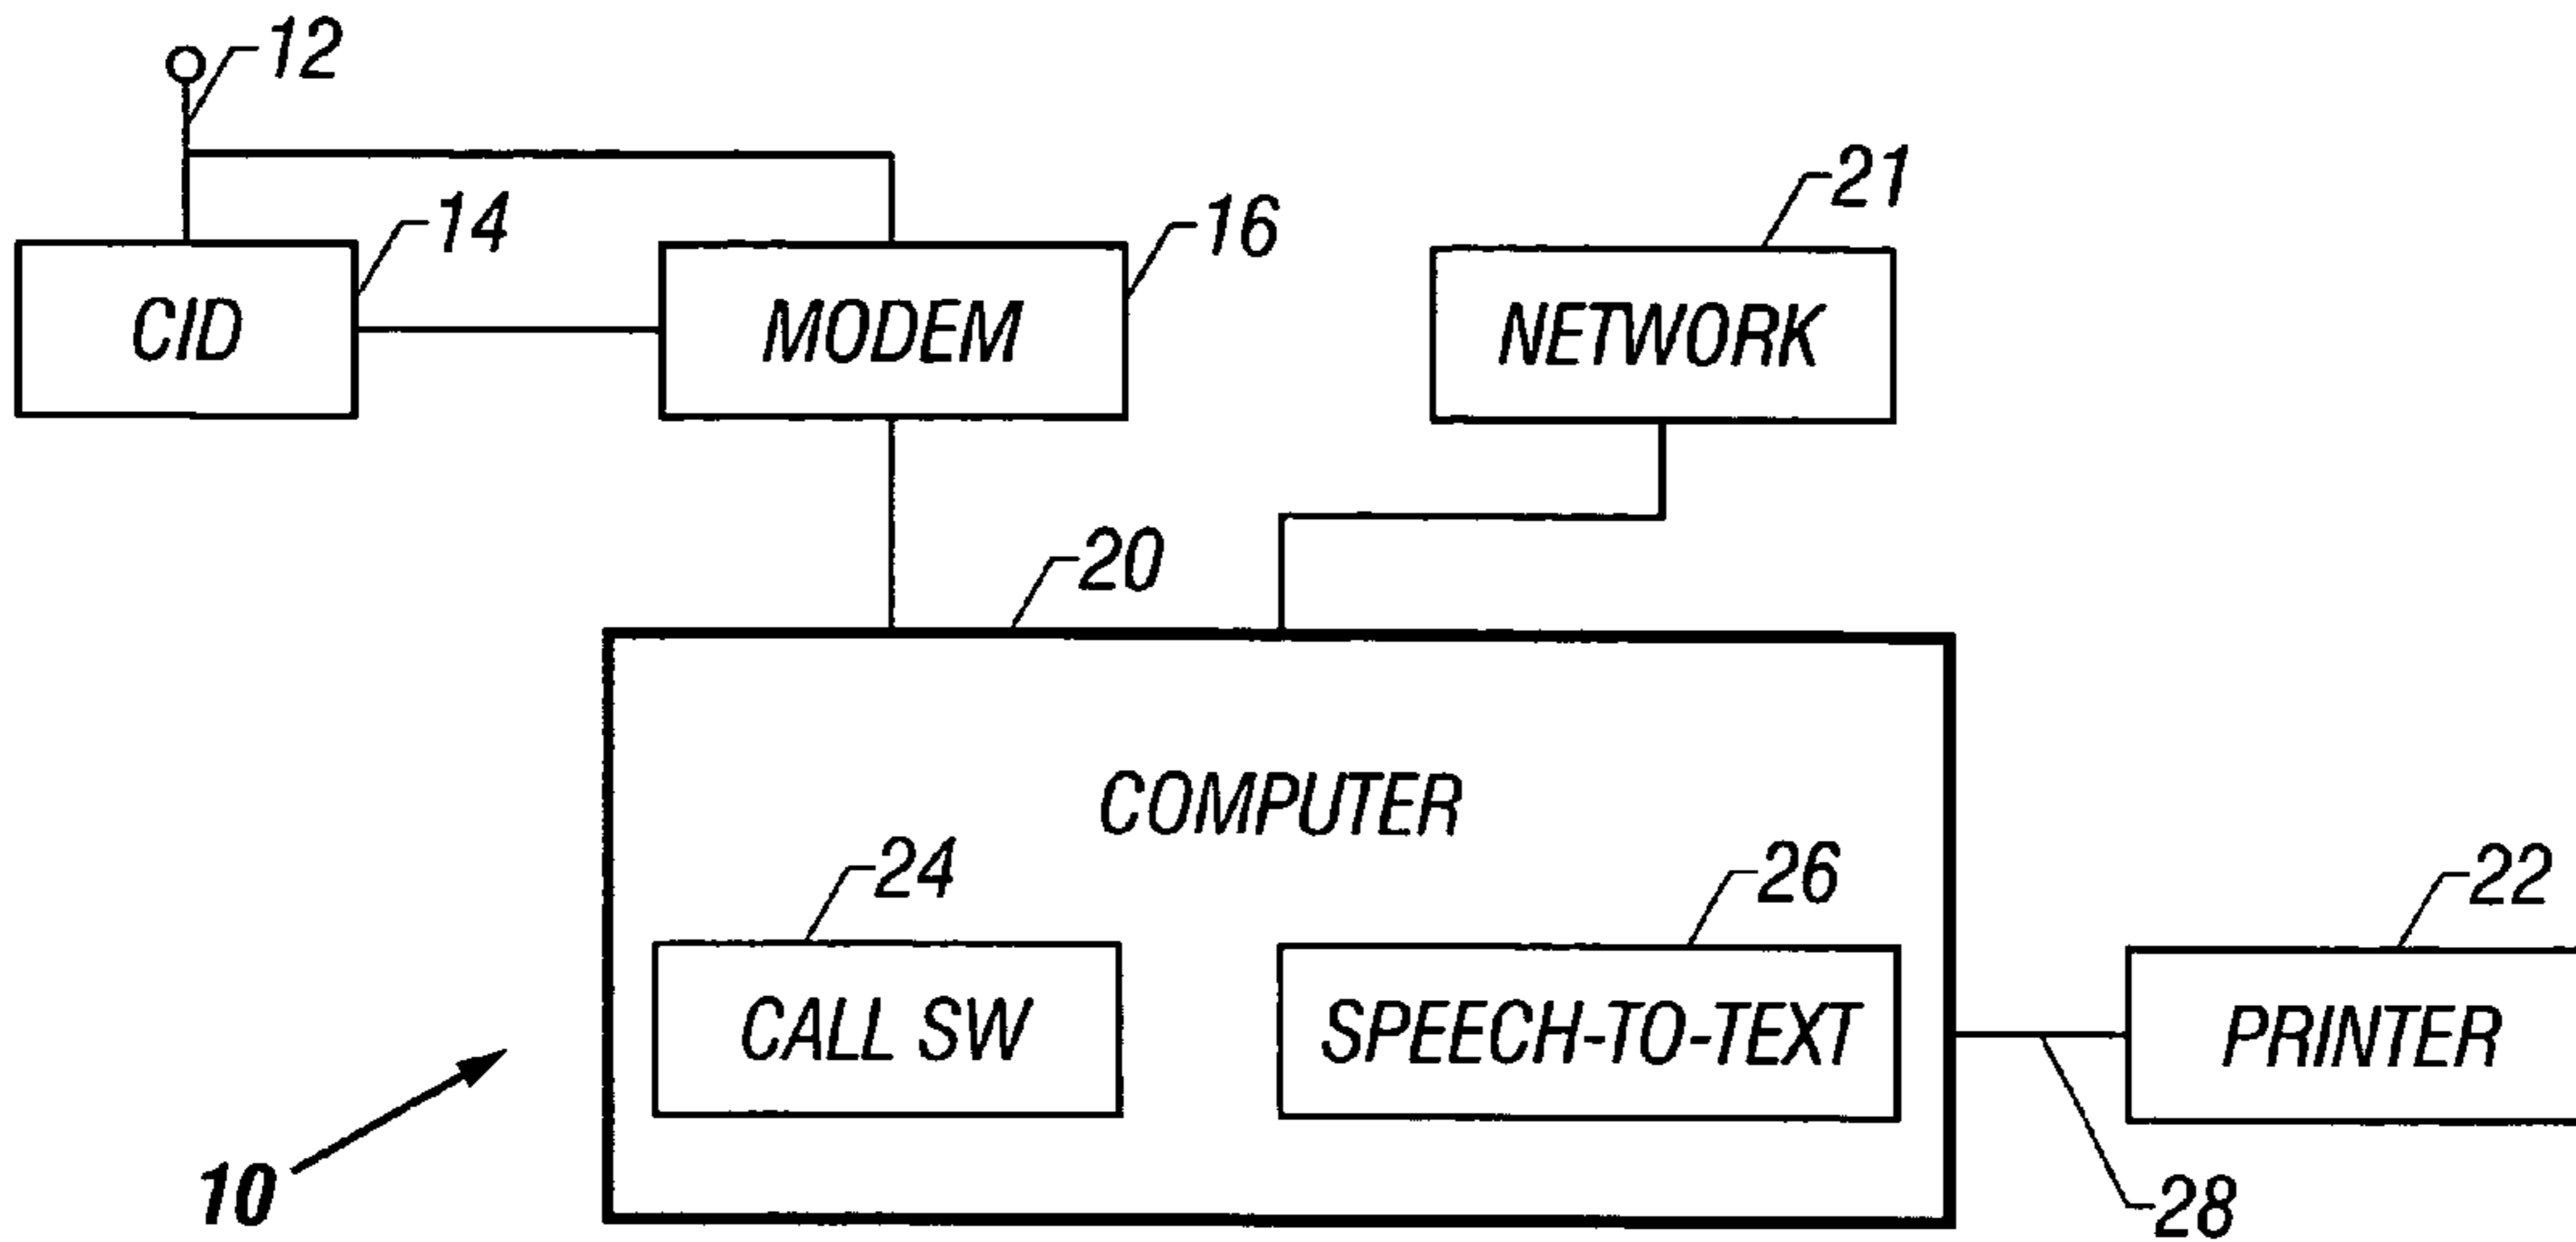 12
14
16
21
CID
MODEM
NETWORK
20
COMPUTER
24
26
22
CALL SW
SPEECH-TO-TEXT
PRINTER
10
28